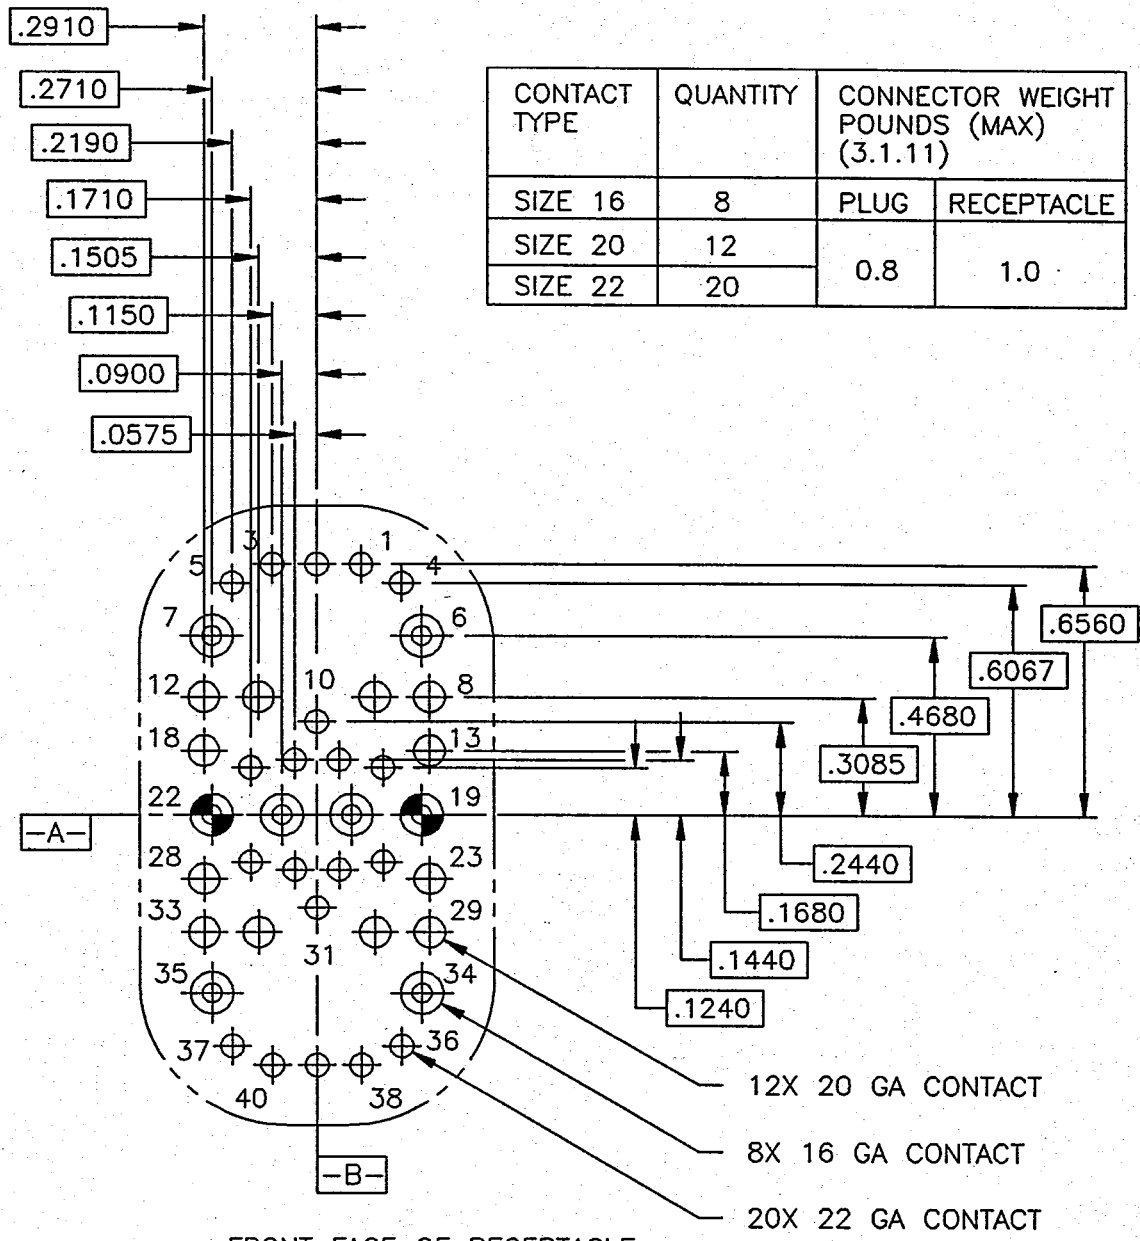 .2910
.2710
.2190
.1710
.1505
.1150
.0900
.0575
CONTACT TYPE QUANTITY CONNECTOR WEIGHT POUNDS (MAX) (3.1.11)
SIZE 16 8 PLUG RECEPTACLE
SIZE 20 12 0.8 1.0
SIZE 22 20
3 1
5 4
7 6
12 10 8
18 13
22 19
28 23
33 29
31
35 34
37 36
40 38
.6560
.6067
.4680
.3085
.2440
.1680
.1440
.1240
-A-
-B-
12X 20 GA CONTACT
8X 16 GA CONTACT
20X 22 GA CONTACT
FRONT FACE OF RECEPTACLE